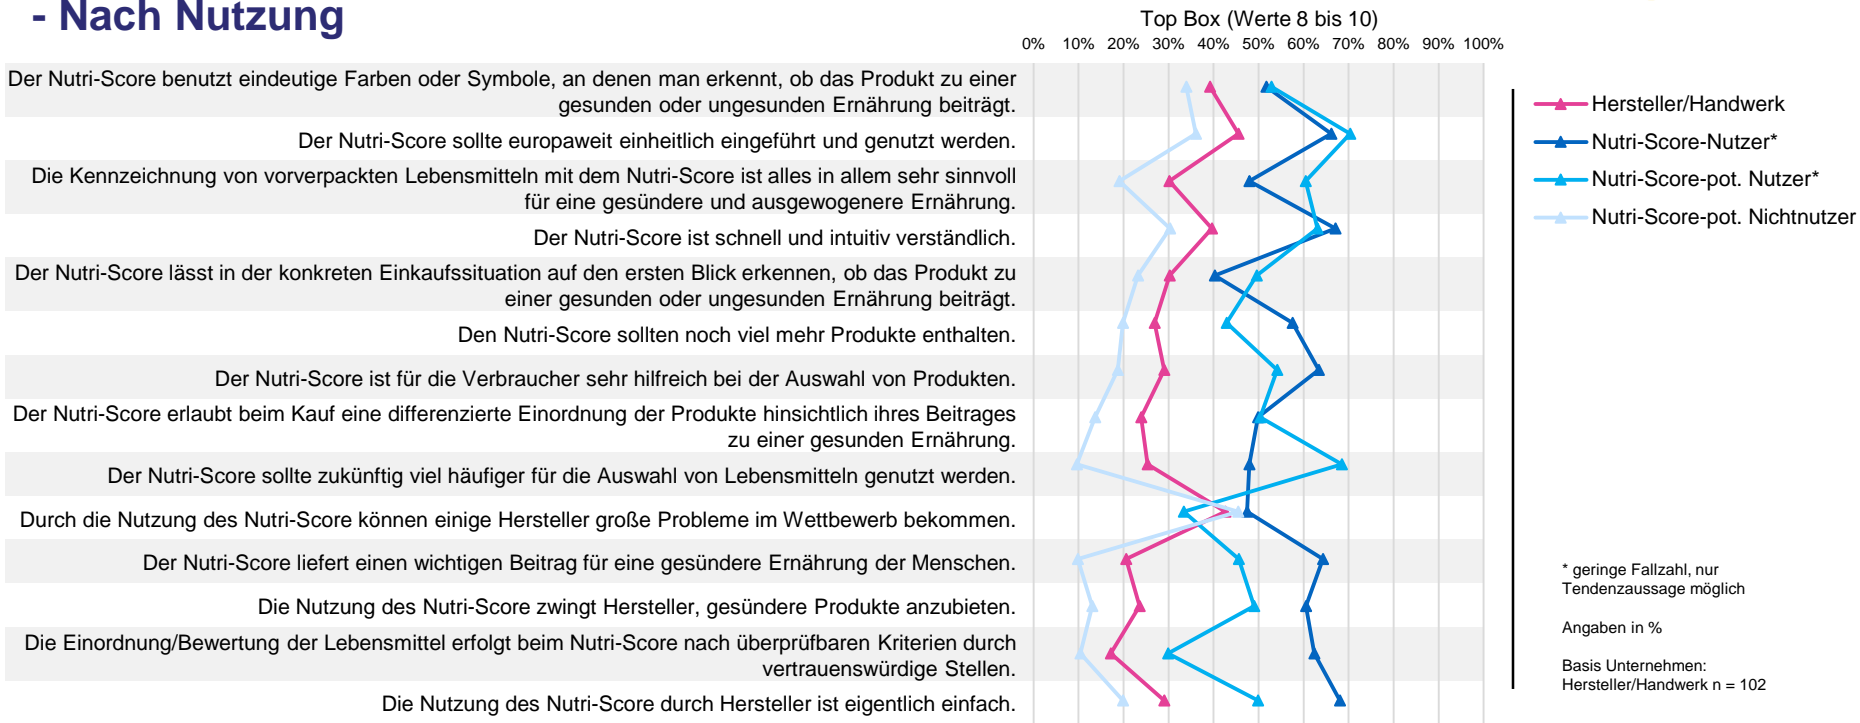 - Nach Nutzung
Top Box (Werte 8 bis 10)
0% 10% 20% 30% 40% 50% 60% 70% 80% 90% 100%
Der Nutri-Score benutzt eindeutige Farben oder Symbole, an denen man erkennt, ob das Produkt zu einer
gesunden oder ungesunden Ernährung beiträgt.
Der Nutri-Score sollte europaweit einheitlich eingeführt und genutzt werden.
Die Kennzeichnung von vorverpackten Lebensmitteln mit dem Nutri-Score ist alles in allem sehr sinnvoll
für eine gesündere und ausgewogenere Ernährung.
Der Nutri-Score ist schnell und intuitiv verständlich.
Der Nutri-Score lässt in der konkreten Einkaufssituation auf den ersten Blick erkennen, ob das Produkt zu
einer gesunden oder ungesunden Ernährung beiträgt.
Den Nutri-Score sollten noch viel mehr Produkte enthalten.
Der Nutri-Score ist für die Verbraucher sehr hilfreich bei der Auswahl von Produkten.
Der Nutri-Score erlaubt beim Kauf eine differenzierte Einordnung der Produkte hinsichtlich ihres Beitrages
zu einer gesunden Ernährung.
Der Nutri-Score sollte zukünftig viel häufiger für die Auswahl von Lebensmitteln genutzt werden.
Durch die Nutzung des Nutri-Score können einige Hersteller große Probleme im Wettbewerb bekommen.
Der Nutri-Score liefert einen wichtigen Beitrag für eine gesündere Ernährung der Menschen.
Die Nutzung des Nutri-Score zwingt Hersteller, gesündere Produkte anzubieten.
Die Einordnung/Bewertung der Lebensmittel erfolgt beim Nutri-Score nach überprüfbaren Kriterien durch
vertrauenswürdige Stellen.
Die Nutzung des Nutri-Score durch Hersteller ist eigentlich einfach.
Hersteller/Handwerk
Nutri-Score-Nutzer*
Nutri-Score-pot. Nutzer*
Nutri-Score-pot. Nichtnutzer
* geringe Fallzahl, nur
Tendenzaussage möglich
Angaben in %
Basis Unternehmen:
Hersteller/Handwerk n = 102